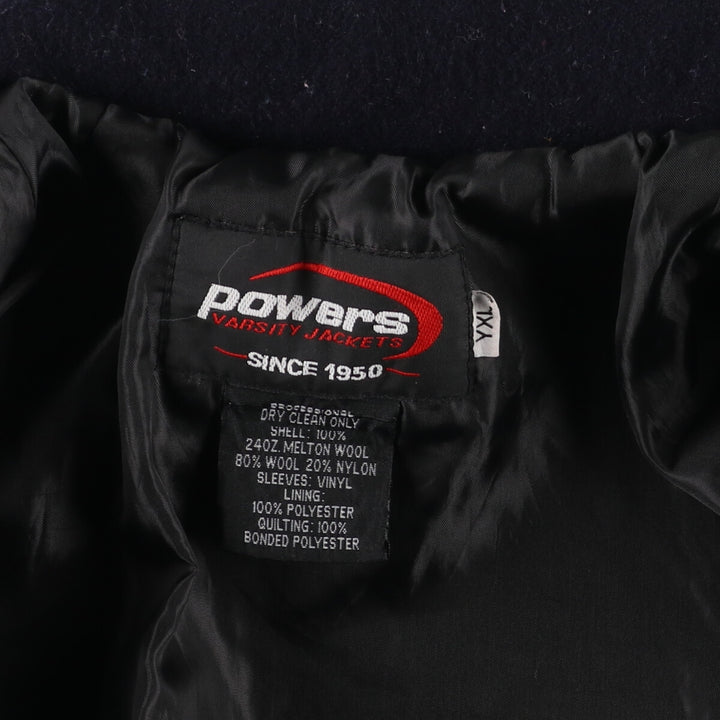 powers
VARSITY JACKETS
SINCE 1950
YXL
PROFESSIONAL
DRY CLEAN ONLY
SHELL: 100%
24OZ. MELTON WOOL
80% WOOL 20% NYLON
SLEEVES: VINYL
LINING:
100% POLYESTER
QUILTING: 100%
BONDED POLYESTER